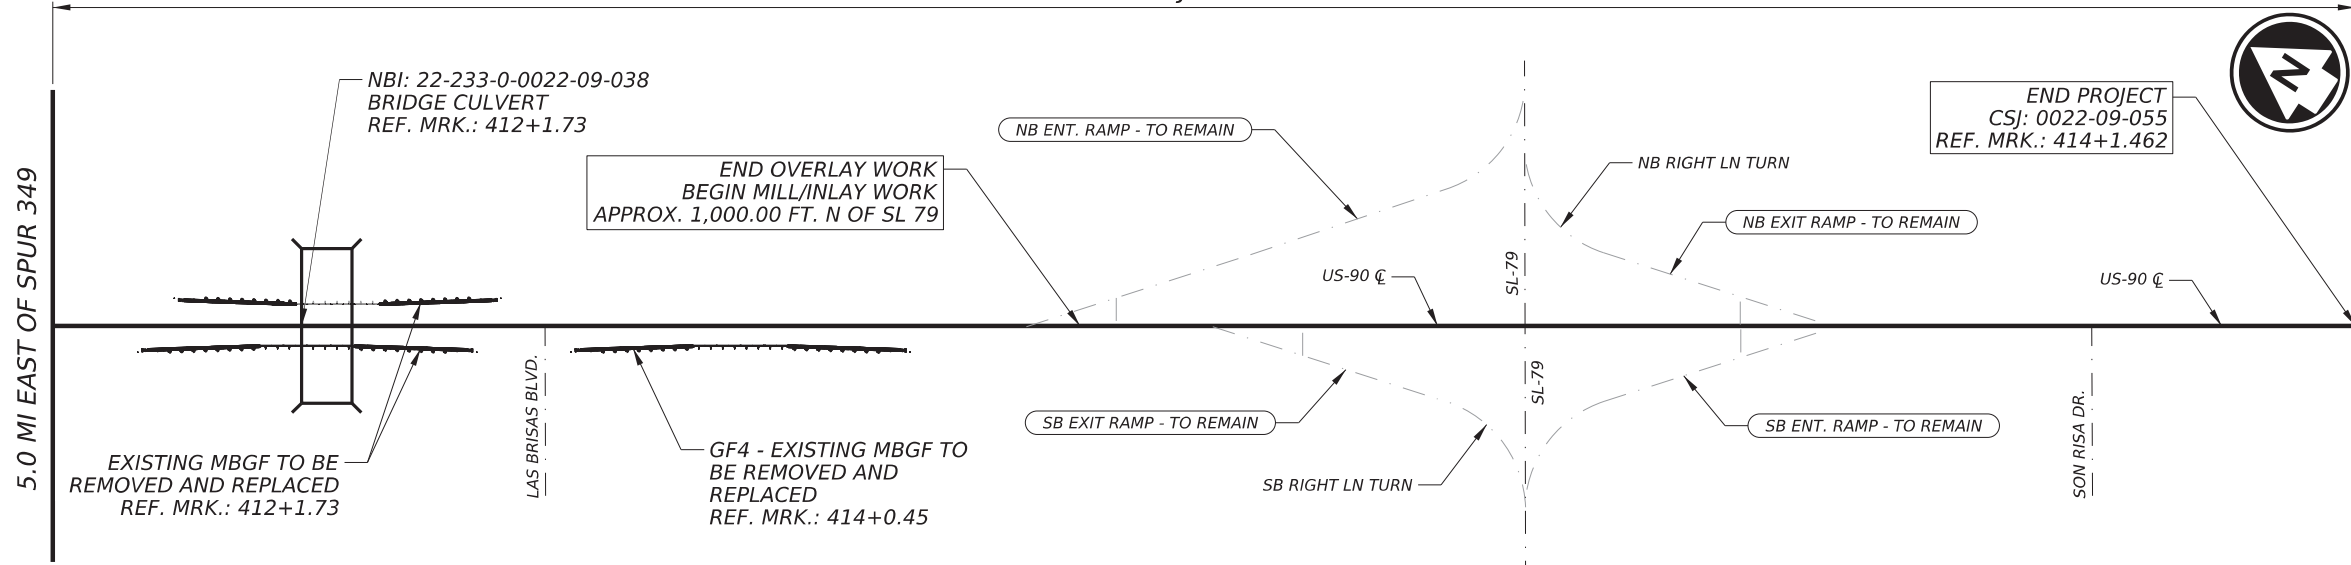 N
NBI: 22-233-0-0022-09-038
BRIDGE CULVERT
REF. MRK.: 412+1.73
END PROJECT
CSJ: 0022-09-055
REF. MRK.: 414+1.462
NB ENT. RAMP - TO REMAIN
END OVERLAY WORK
BEGIN MILL/INLAY WORK
APPROX. 1,000.00 FT. N OF SL 79
NB RIGHT LN TURN
NB EXIT RAMP - TO REMAIN
5.0 MI EAST OF SPUR 349
US-90 ℄
SL-79
US-90 ℄
LAS BRISAS BLVD.
SL-79
SON RISA DR.
SB EXIT RAMP - TO REMAIN
SB ENT. RAMP - TO REMAIN
EXISTING MBGF TO BE
REMOVED AND REPLACED
REF. MRK.: 412+1.73
GF4 - EXISTING MBGF TO
BE REMOVED AND
REPLACED
REF. MRK.: 414+0.45
SB RIGHT LN TURN